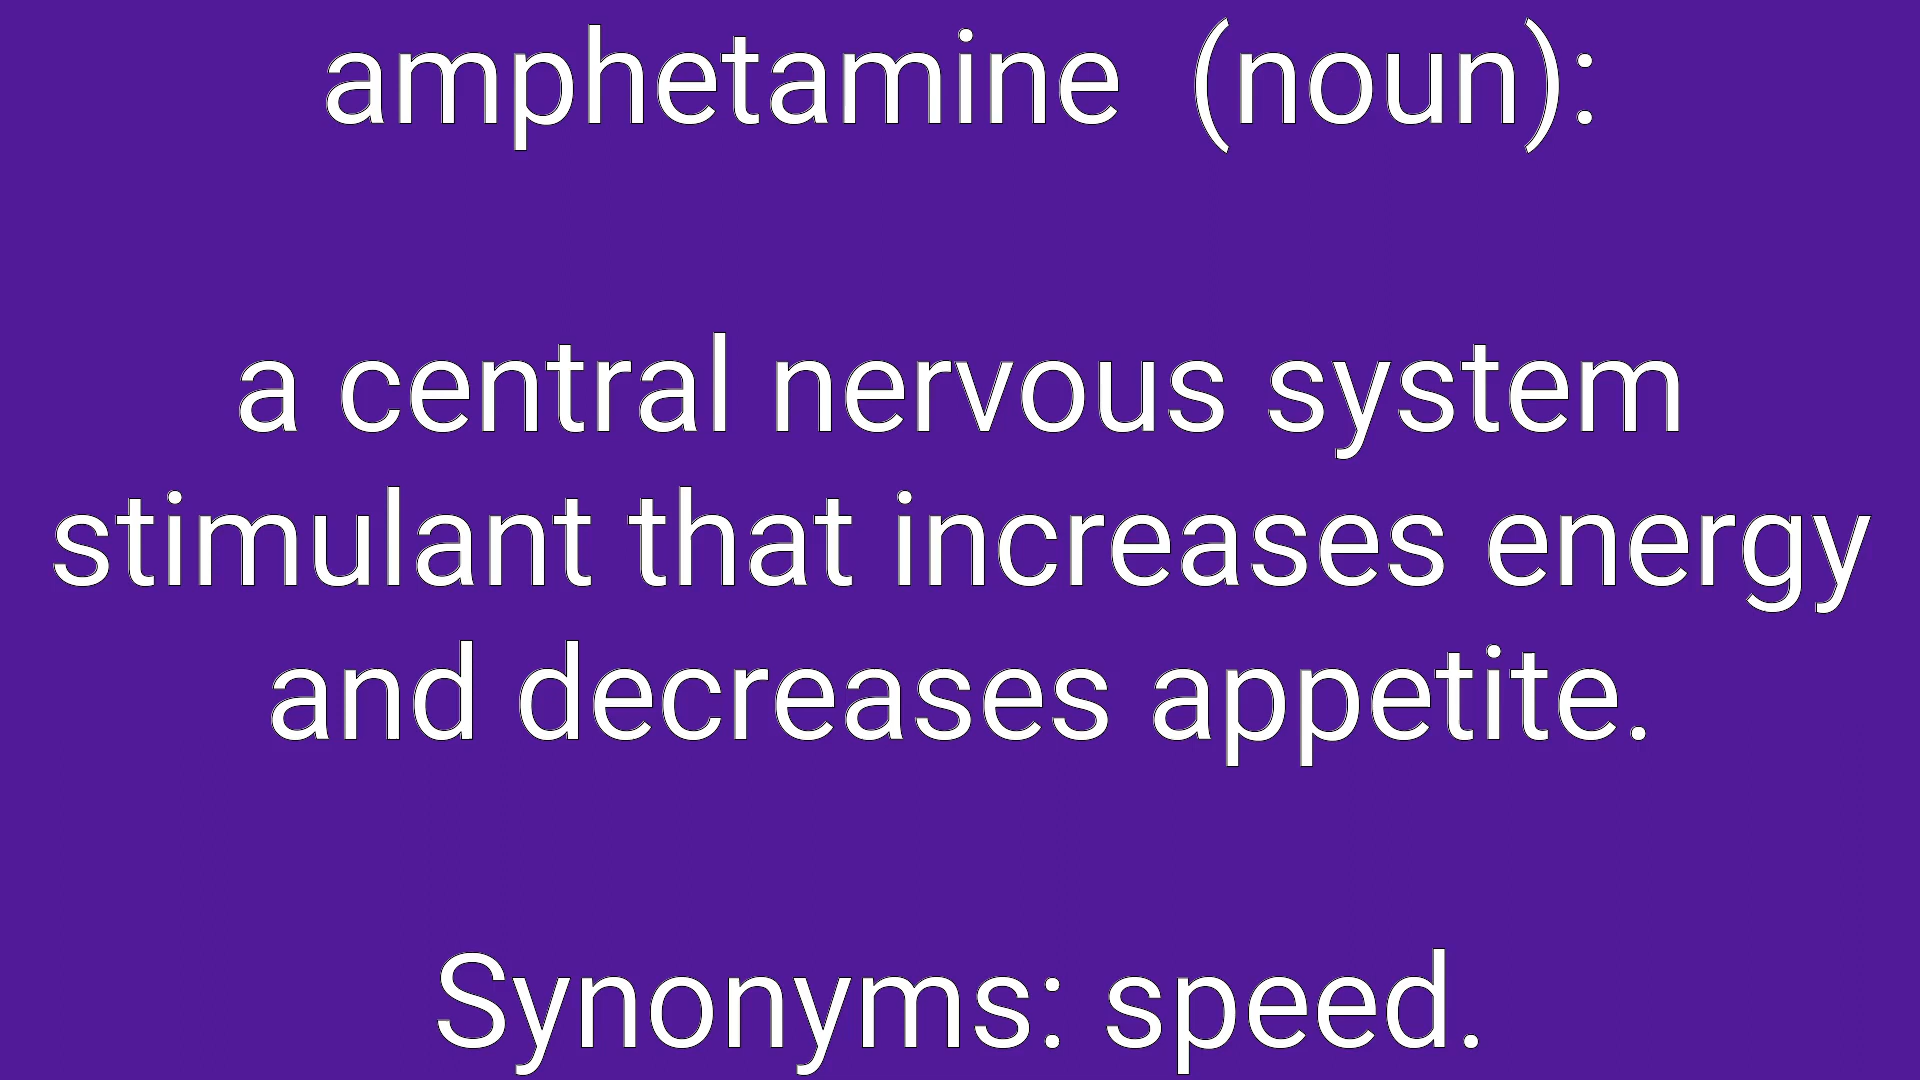 amphetamine  (noun):
a central nervous system
stimulant that increases energy
and decreases appetite.
Synonyms: speed.